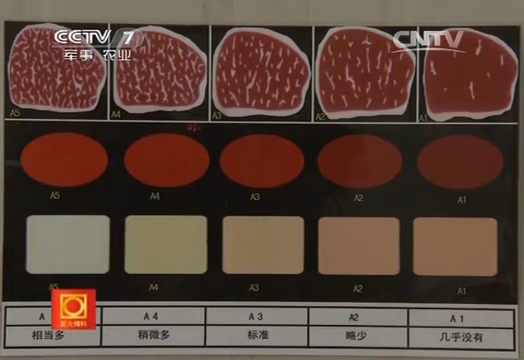 CCTV 7 CNTV
军事 农业
A5 A4 A3 A2 A1
A5 A4 A3 A2 A1
A5 A4 A3 A2 A1
A A 4 A 3 A2 A 1
相当多 稍微多 标准 略少 几乎没有